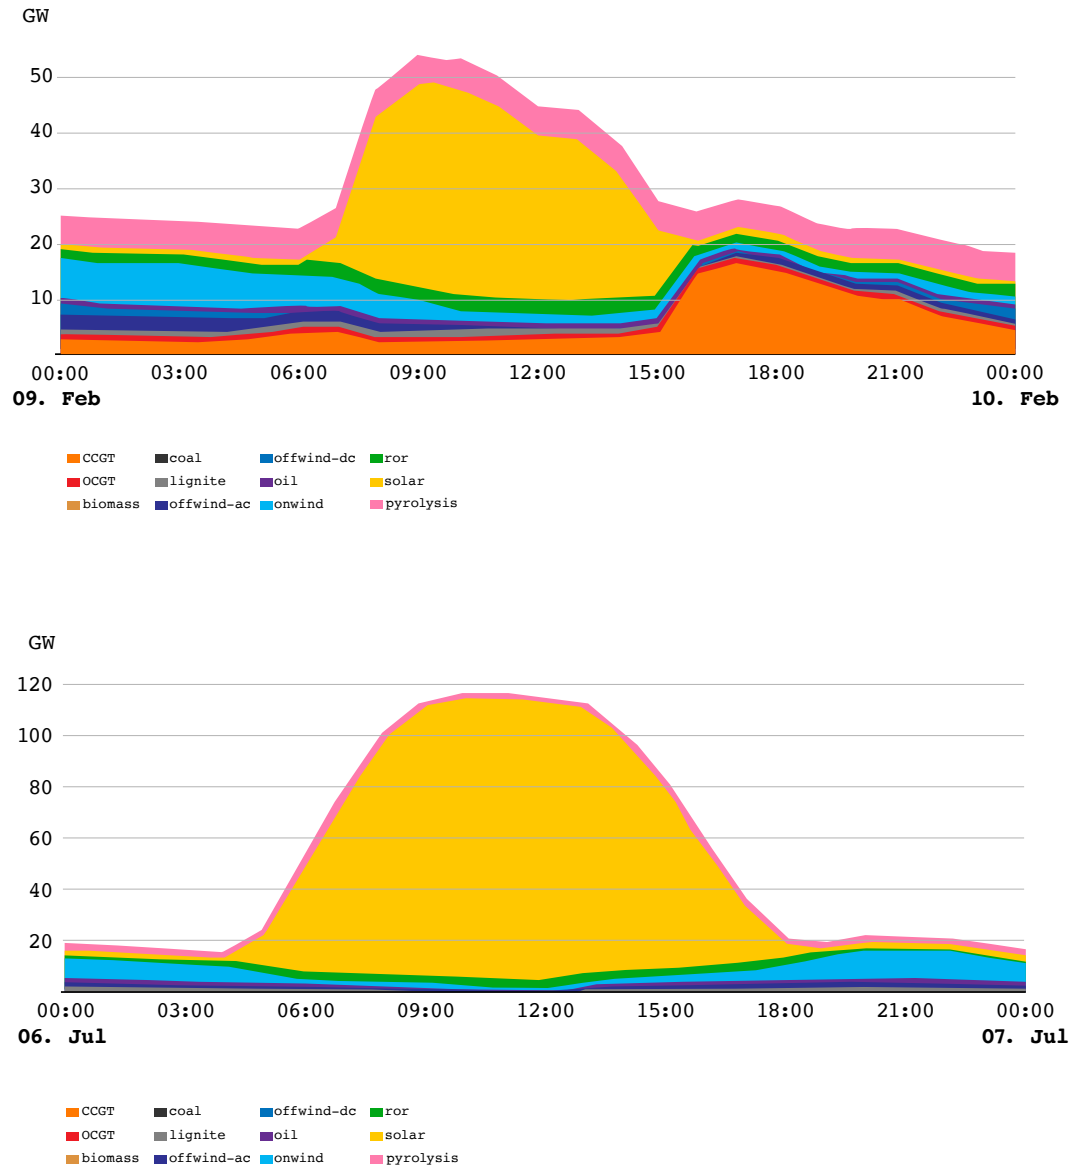 GW
50
40
30
20
10
00:00 03:00 06:00 09:00 12:00 15:00 18:00 21:00 00:00
09. Feb 10. Feb
CCGT coal offwind-dc ror
OCGT lignite oil solar
biomass offwind-ac onwind pyrolysis
GW
120
100
80
60
40
20
00:00 03:00 06:00 09:00 12:00 15:00 18:00 21:00 00:00
06. Jul 07. Jul
CCGT coal offwind-dc ror
OCGT lignite oil solar
biomass offwind-ac onwind pyrolysis